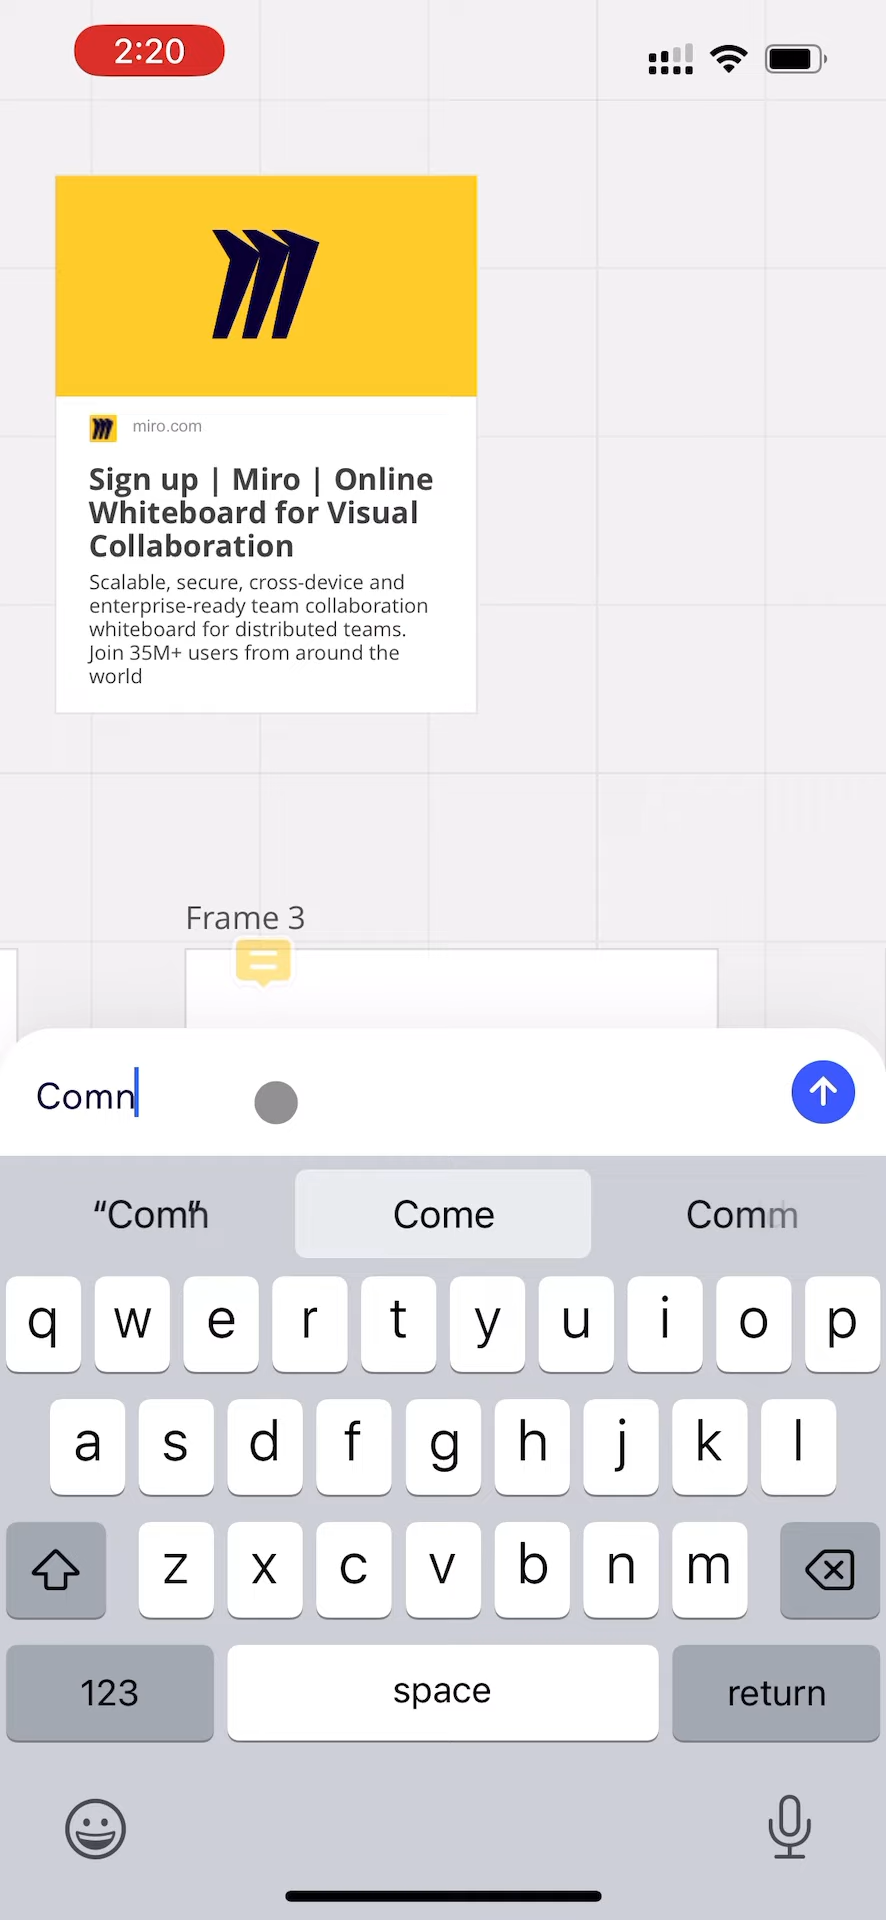 2:20
miro.com
Sign up | Miro | Online
Whiteboard for Visual
Collaboration
Scalable, secure, cross-device and
enterprise-ready team collaboration
whiteboard for distributed teams.
Join 35M+ users from around the
world
Frame 3
Comn
Come
Comm
q w e r t y u i o p
a s d f g h j k l
z x c v b n m
123 space return